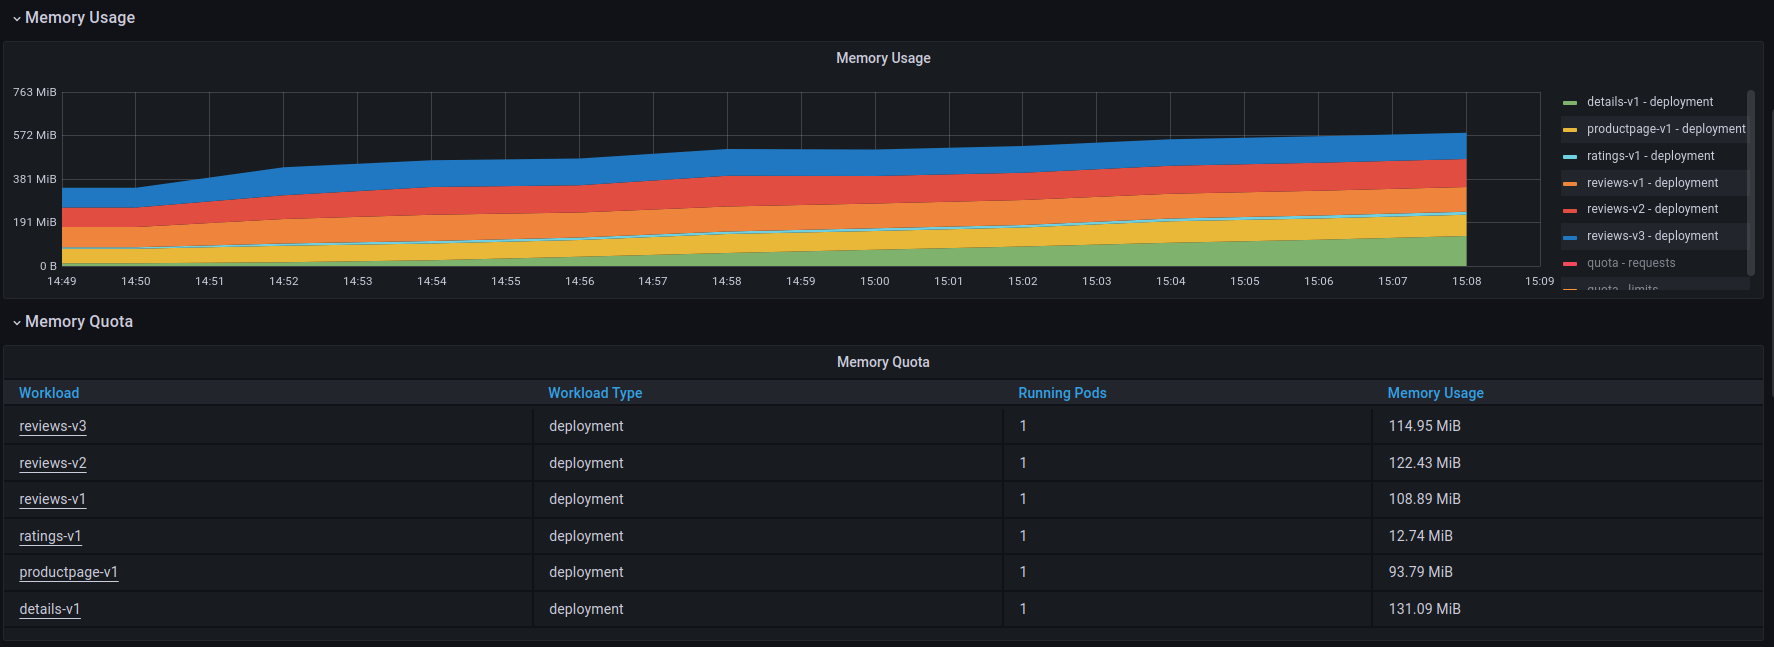 Memory Usage
Memory Usage
763 MiB
572 MiB
381 MiB
191 MiB
0 B
14:49 14:50 14:51 14:52 14:53 14:54 14:55 14:56 14:57 14:58 14:59 15:00 15:01 15:02 15:03 15:04 15:05 15:06 15:07 15:08 15:09
details-v1 - deployment
productpage-v1 - deployment
ratings-v1 - deployment
reviews-v1 - deployment
reviews-v2 - deployment
reviews-v3 - deployment
quota - requests
quota - limits
Memory Quota
Memory Quota
Workload Workload Type Running Pods Memory Usage
reviews-v3 deployment 1 114.95 MiB
reviews-v2 deployment 1 122.43 MiB
reviews-v1 deployment 1 108.89 MiB
ratings-v1 deployment 1 12.74 MiB
productpage-v1 deployment 1 93.79 MiB
details-v1 deployment 1 131.09 MiB